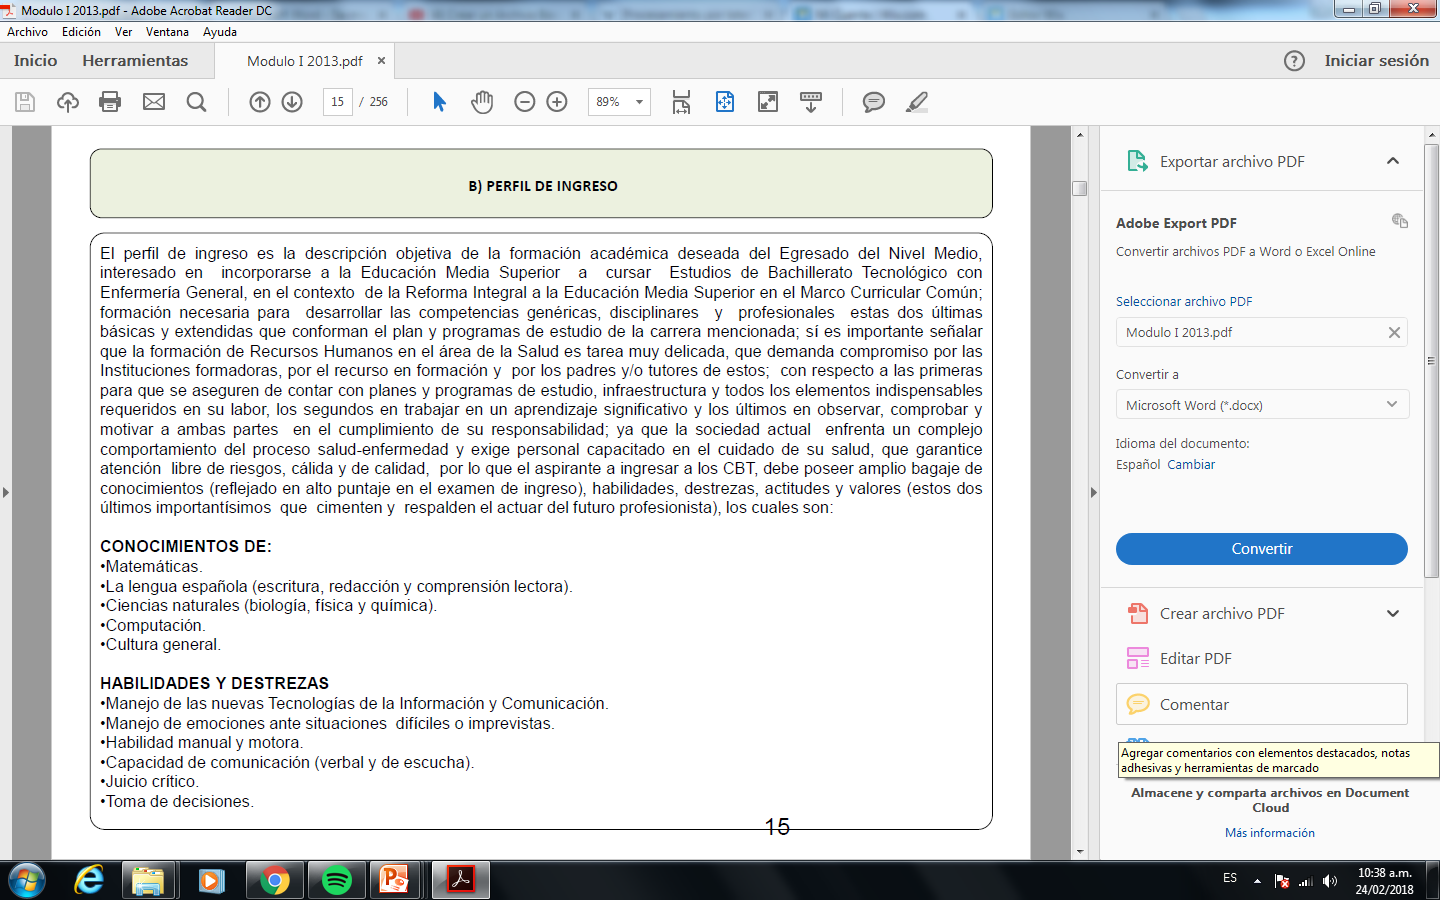 Modulo I 2013.pdf - Adobe Acrobat Reader DC
Archivo Edición Ver Ventana Ayuda
Inicio Herramientas Modulo I 2013.pdf × ? Iniciar sesión
15 / 256 89%
B) PERFIL DE INGRESO
El perfil de ingreso es la descripción objetiva de la formación académica deseada del Egresado del Nivel Medio,
interesado en incorporarse a la Educación Media Superior a cursar Estudios de Bachillerato Tecnológico con
Enfermería General, en el contexto de la Reforma Integral a la Educación Media Superior en el Marco Curricular Común;
formación necesaria para desarrollar las competencias genéricas, disciplinares y profesionales estas dos últimas
básicas y extendidas que conforman el plan y programas de estudio de la carrera mencionada; sí es importante señalar
que la formación de Recursos Humanos en el área de la Salud es tarea muy delicada, que demanda compromiso por las
Instituciones formadoras, por el recurso en formación y por los padres y/o tutores de estos; con respecto a las primeras
para que se aseguren de contar con planes y programas de estudio, infraestructura y todos los elementos indispensables
requeridos en su labor, los segundos en trabajar en un aprendizaje significativo y los últimos en observar, comprobar y
motivar a ambas partes en el cumplimiento de su responsabilidad; ya que la sociedad actual enfrenta un complejo
comportamiento del proceso salud-enfermedad y exige personal capacitado en el cuidado de su salud, que garantice
atención libre de riesgos, cálida y de calidad, por lo que el aspirante a ingresar a los CBT, debe poseer amplio bagaje de
conocimientos (reflejado en alto puntaje en el examen de ingreso), habilidades, destrezas, actitudes y valores (estos dos
últimos importantísimos que cimenten y respalden el actuar del futuro profesionista), los cuales son:
CONOCIMIENTOS DE:
•Matemáticas.
•La lengua española (escritura, redacción y comprensión lectora).
•Ciencias naturales (biología, física y química).
•Computación.
•Cultura general.
HABILIDADES Y DESTREZAS
•Manejo de las nuevas Tecnologías de la Información y Comunicación.
•Manejo de emociones ante situaciones difíciles o imprevistas.
•Habilidad manual y motora.
•Capacidad de comunicación (verbal y de escucha).
•Juicio crítico.
•Toma de decisiones.
15
Exportar archivo PDF
Adobe Export PDF
Convertir archivos PDF a Word o Excel Online
Seleccionar archivo PDF
Modulo I 2013.pdf
Convertir a
Microsoft Word (*.docx)
Idioma del documento:
Español Cambiar
Convertir
Crear archivo PDF
Editar PDF
Comentar
Agregar comentarios con elementos destacados, notas
adhesivas y herramientas de marcado
Almacene y comparta archivos en Document
Cloud
Más información
ES
10:38 a.m.
24/02/2018